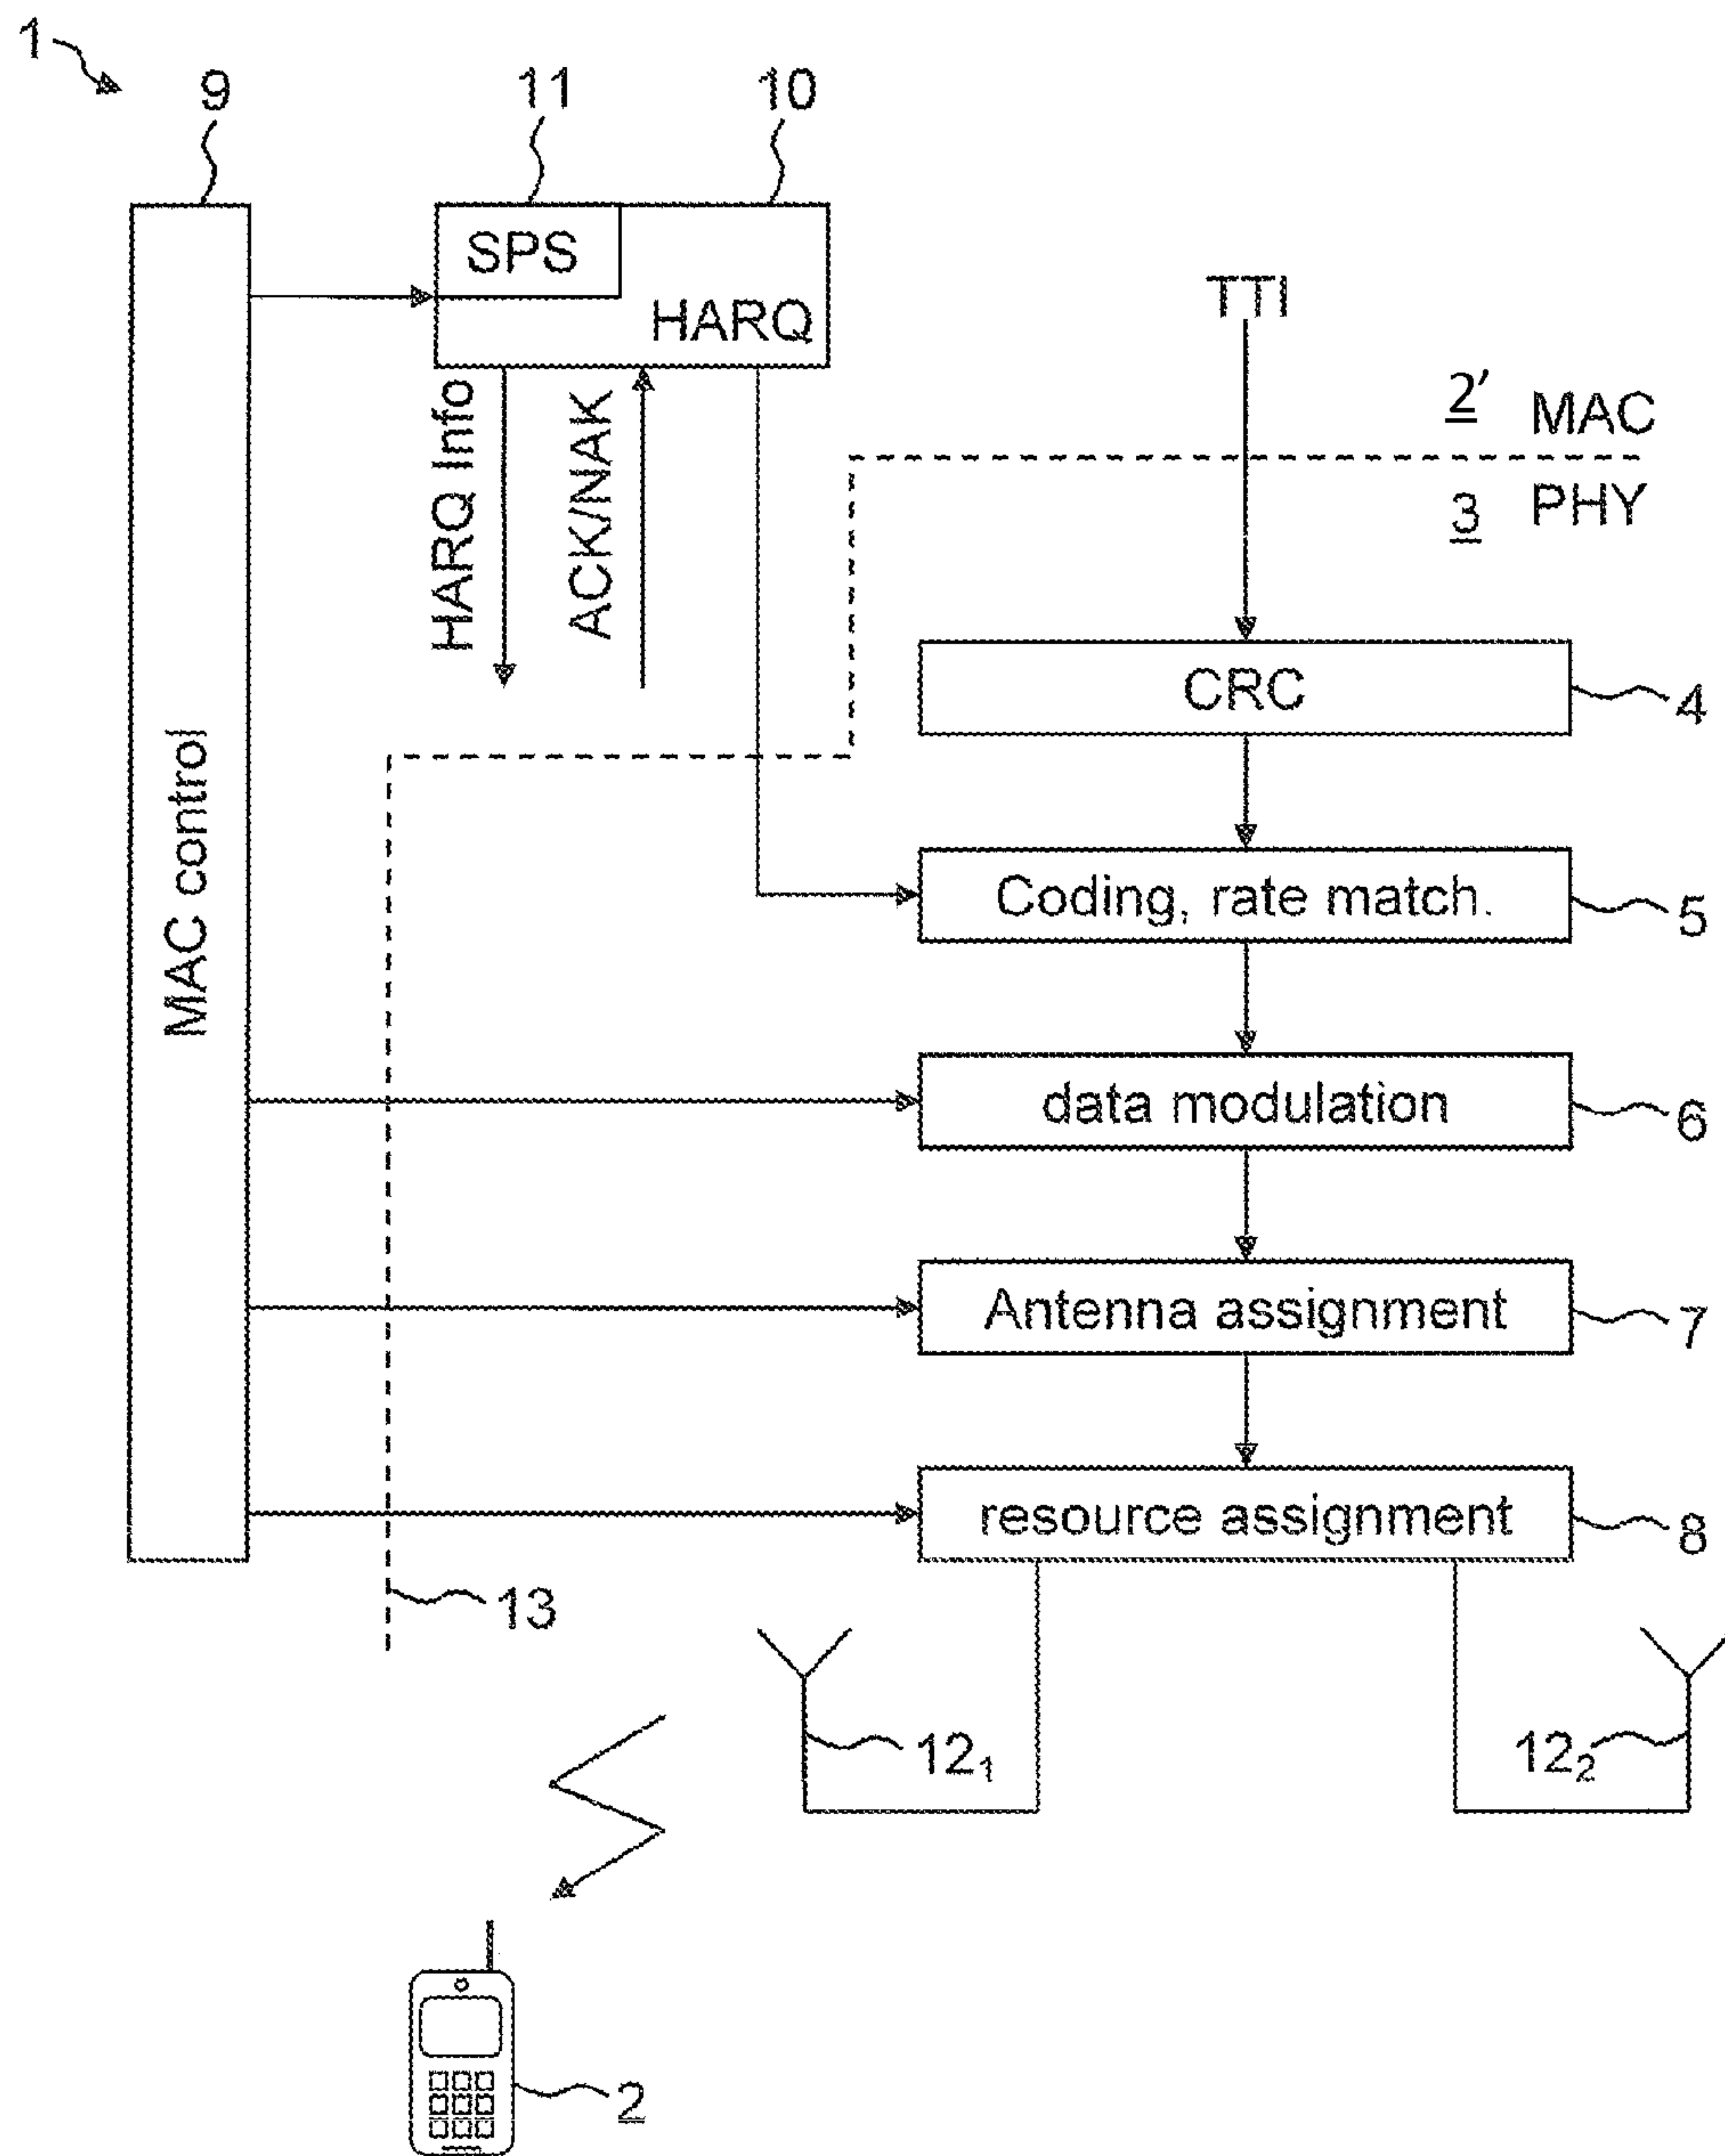 1
9
11
10
SPS
HARQ
TTI
2' MAC
3 PHY
HARQ Info
ACK/NAK
MAC control
CRC
4
Coding, rate match.
5
data modulation
6
Antenna assignment
7
resource assignment
8
13
12₁
12₂
2